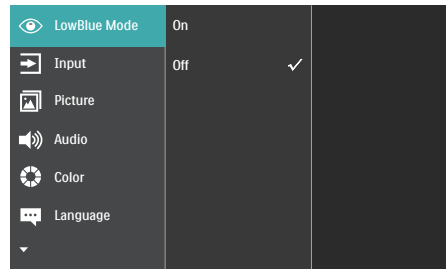 LowBlue Mode
Input
Picture
Audio
Color
Language
On
Off